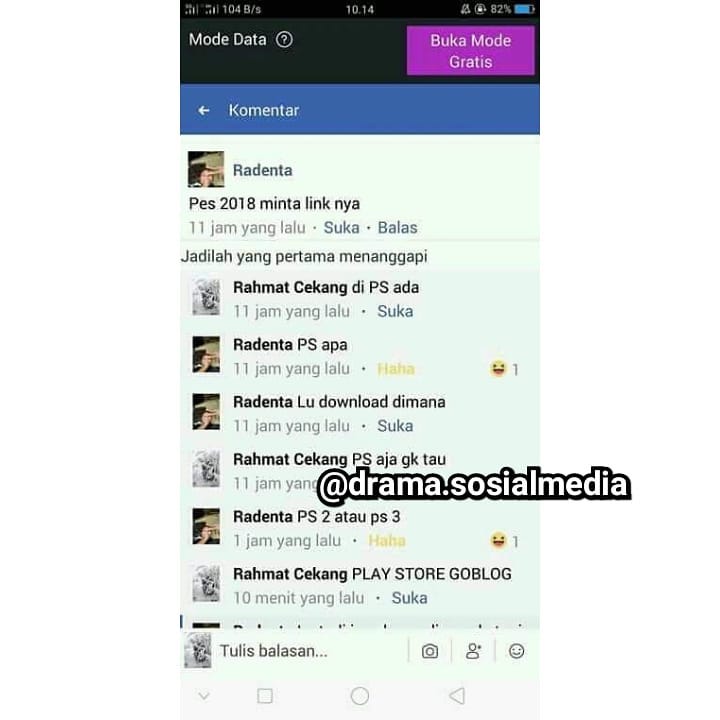 104 B/s 10.14 82%
Mode Data ?
Buka Mode
Gratis
Komentar
Radenta
Pes 2018 minta link nya
11 jam yang lalu · Suka · Balas
Jadilah yang pertama menanggapi
Rahmat Cekang di PS ada
11 jam yang lalu · Suka
Radenta PS apa
11 jam yang lalu · Haha 1
Radenta Lu download dimana
11 jam yang lalu · Suka
Rahmat Cekang PS aja gk tau
11 jam yang
@drama.sosialmedia
Radenta PS 2 atau ps 3
1 jam yang lalu · Haha 1
Rahmat Cekang PLAY STORE GOBLOG
10 menit yang lalu · Suka
Tulis balasan...